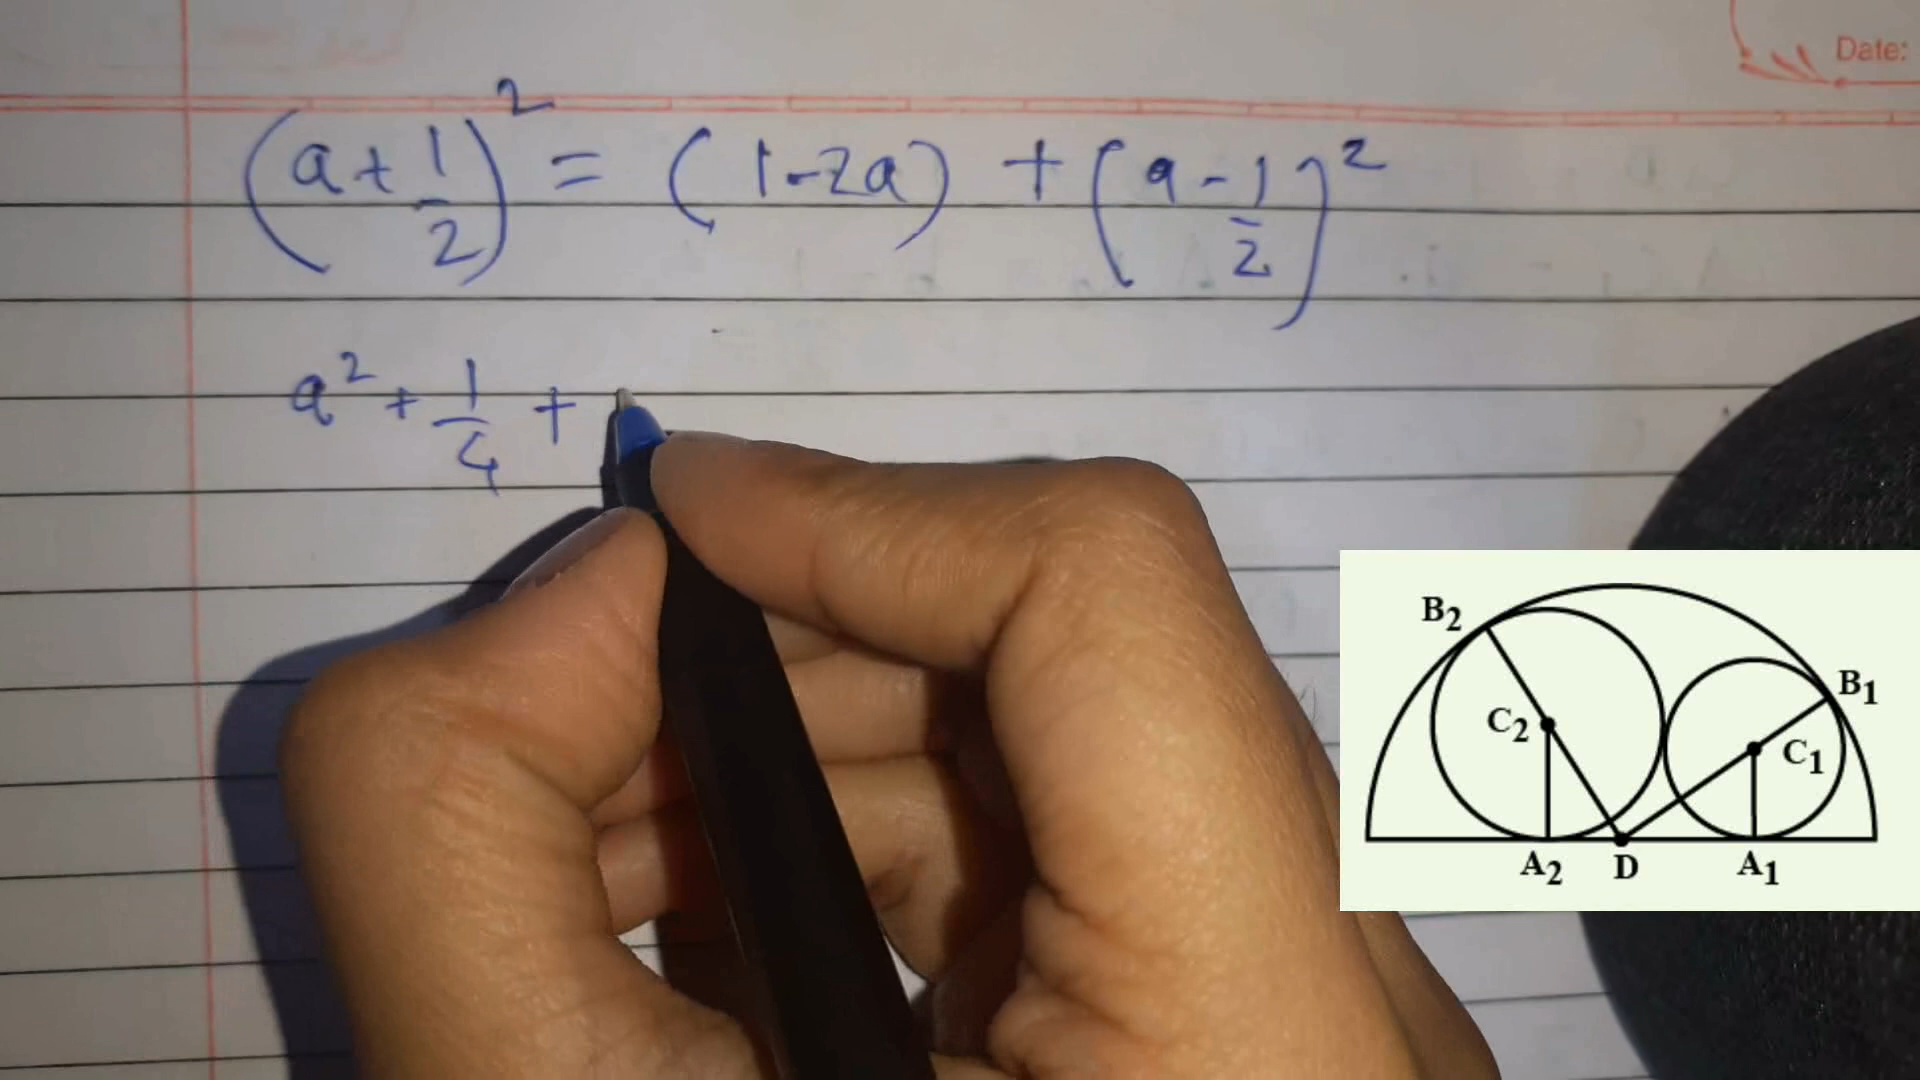 Date:
(a + 1/2)² = (1-2a) + (a - 1/2)²
a² + 1/4 +
B₂
B₁
C₂
C₁
A₂ D A₁